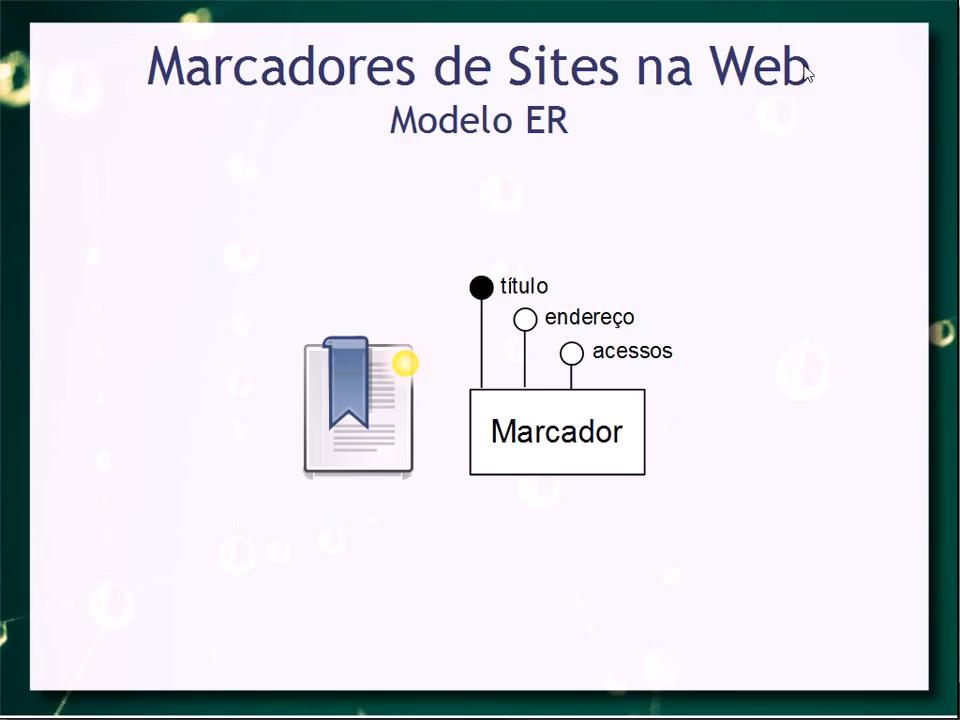 Marcadores de Sites na Web
Modelo ER
título
endereço
acessos
Marcador